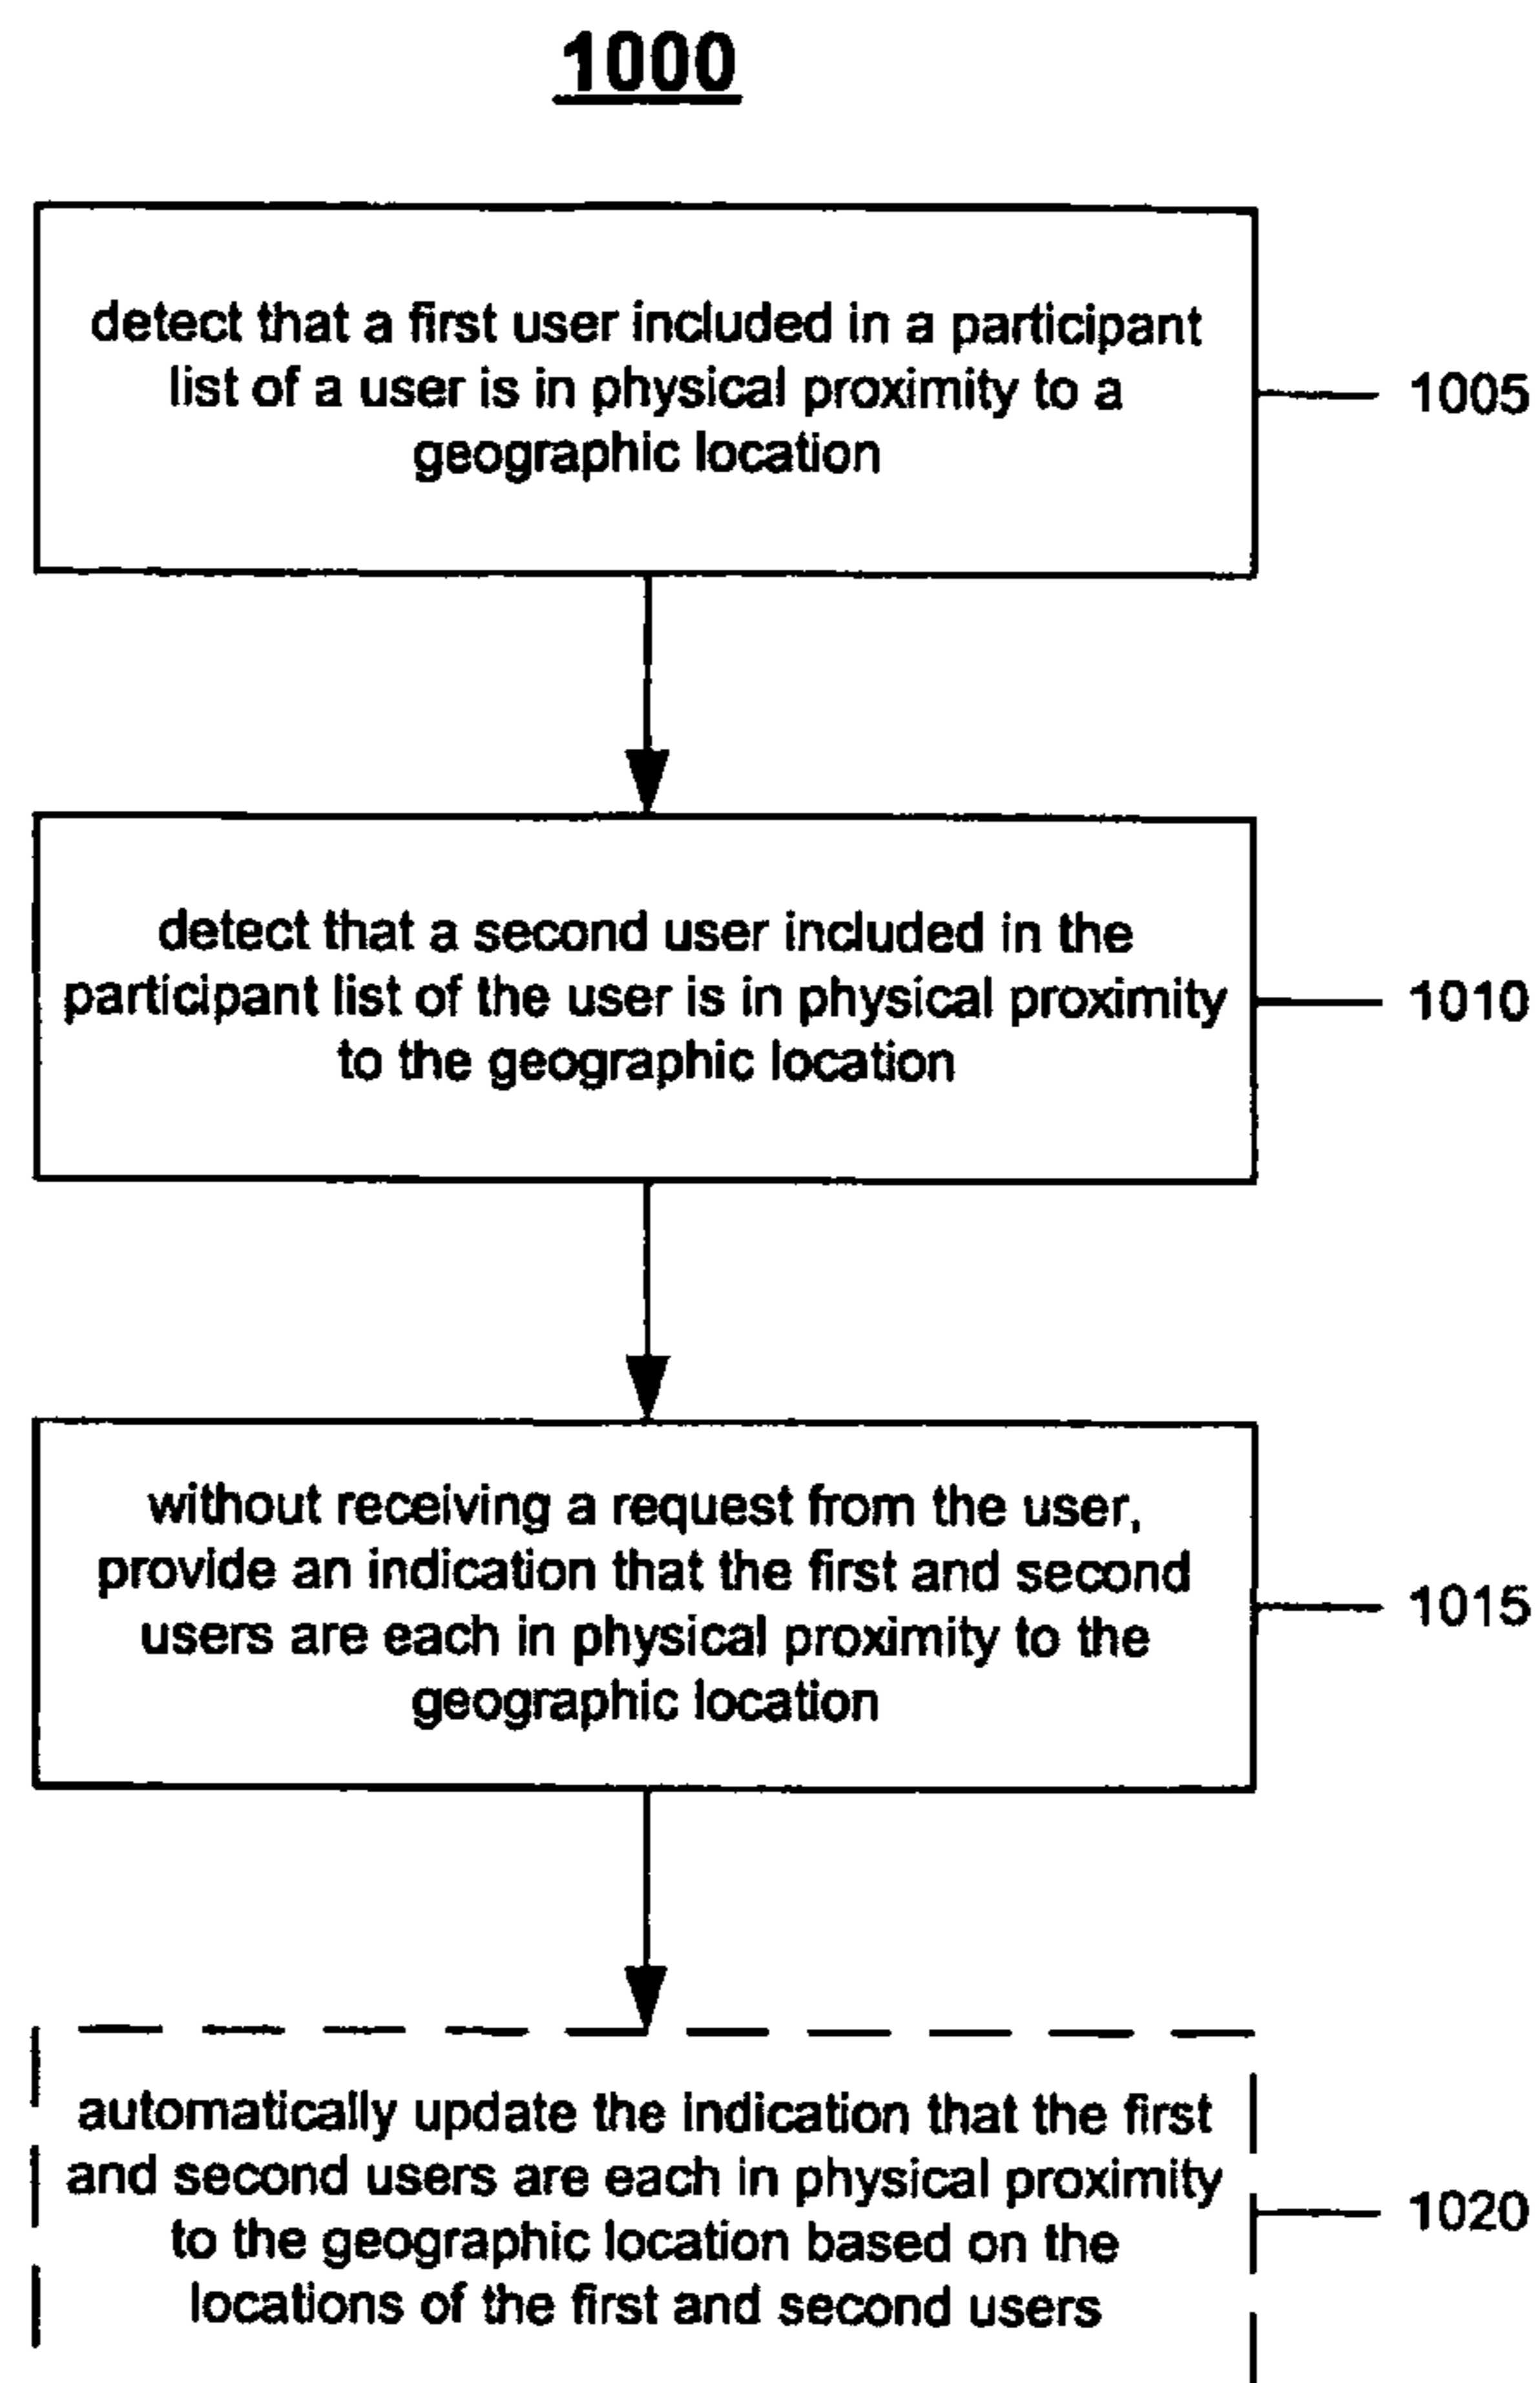 1000
detect that a first user included in a participant
list of a user is in physical proximity to a
geographic location
1005
detect that a second user included in the
participant list of the user is in physical proximity
to the geographic location
1010
without receiving a request from the user,
provide an indication that the first and second
users are each in physical proximity to the
geographic location
1015
automatically update the indication that the first
and second users are each in physical proximity
to the geographic location based on the
locations of the first and second users
1020